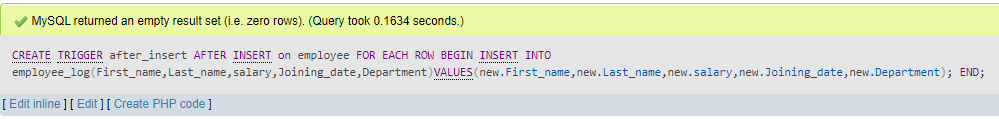 MySQL returned an empty result set (i.e. zero rows). (Query took 0.1634 seconds.)
CREATE TRIGGER after_insert AFTER INSERT on employee FOR EACH ROW BEGIN INSERT INTO
employee_log(First_name,Last_name,salary,Joining_date,Department)VALUES(new.First_name,new.Last_name,new.salary,new.Joining_date,new.Department); END;
[ Edit inline ] [ Edit ] [ Create PHP code ]